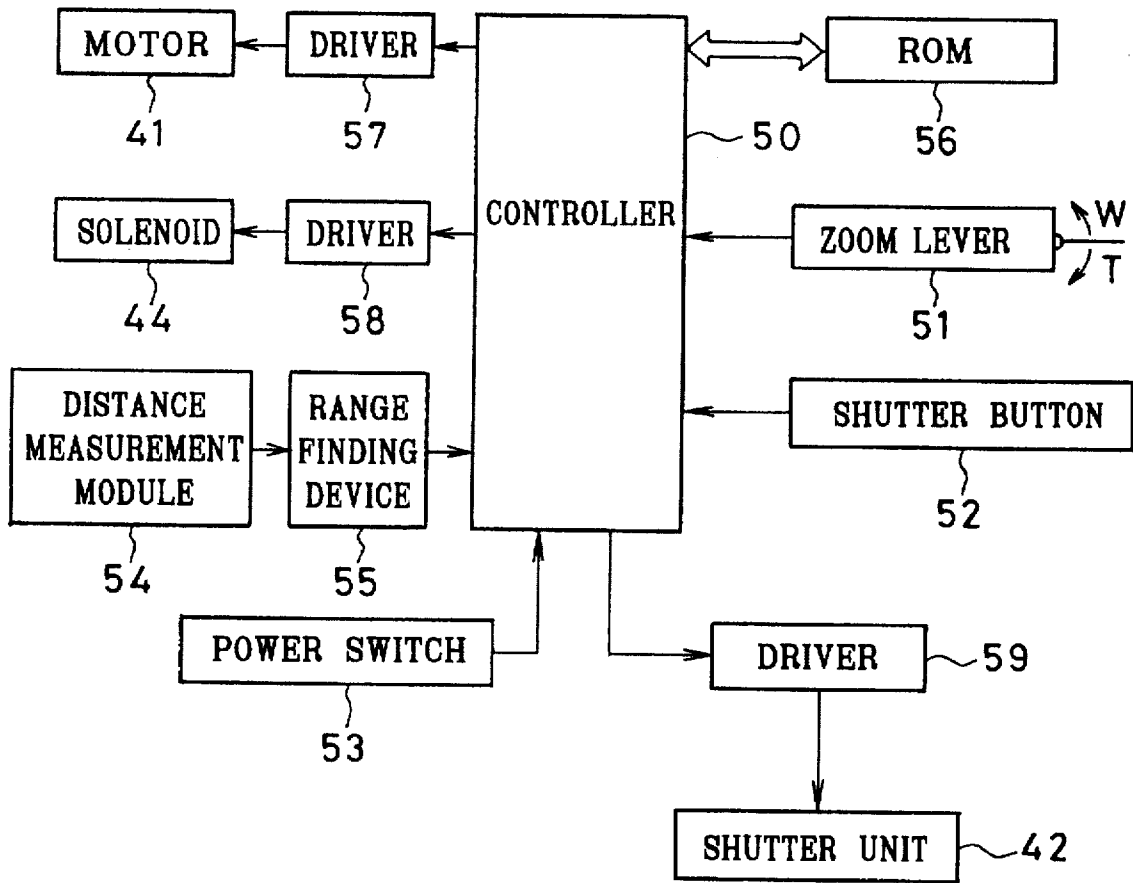 MOTOR
DRIVER
ROM
41
57
50
56
CONTROLLER
SOLENOID
DRIVER
ZOOM LEVER
W
T
44
58
51
DISTANCE
MEASUREMENT
MODULE
RANGE
FINDING
DEVICE
SHUTTER BUTTON
52
54
55
POWER SWITCH
53
DRIVER
59
SHUTTER UNIT
42